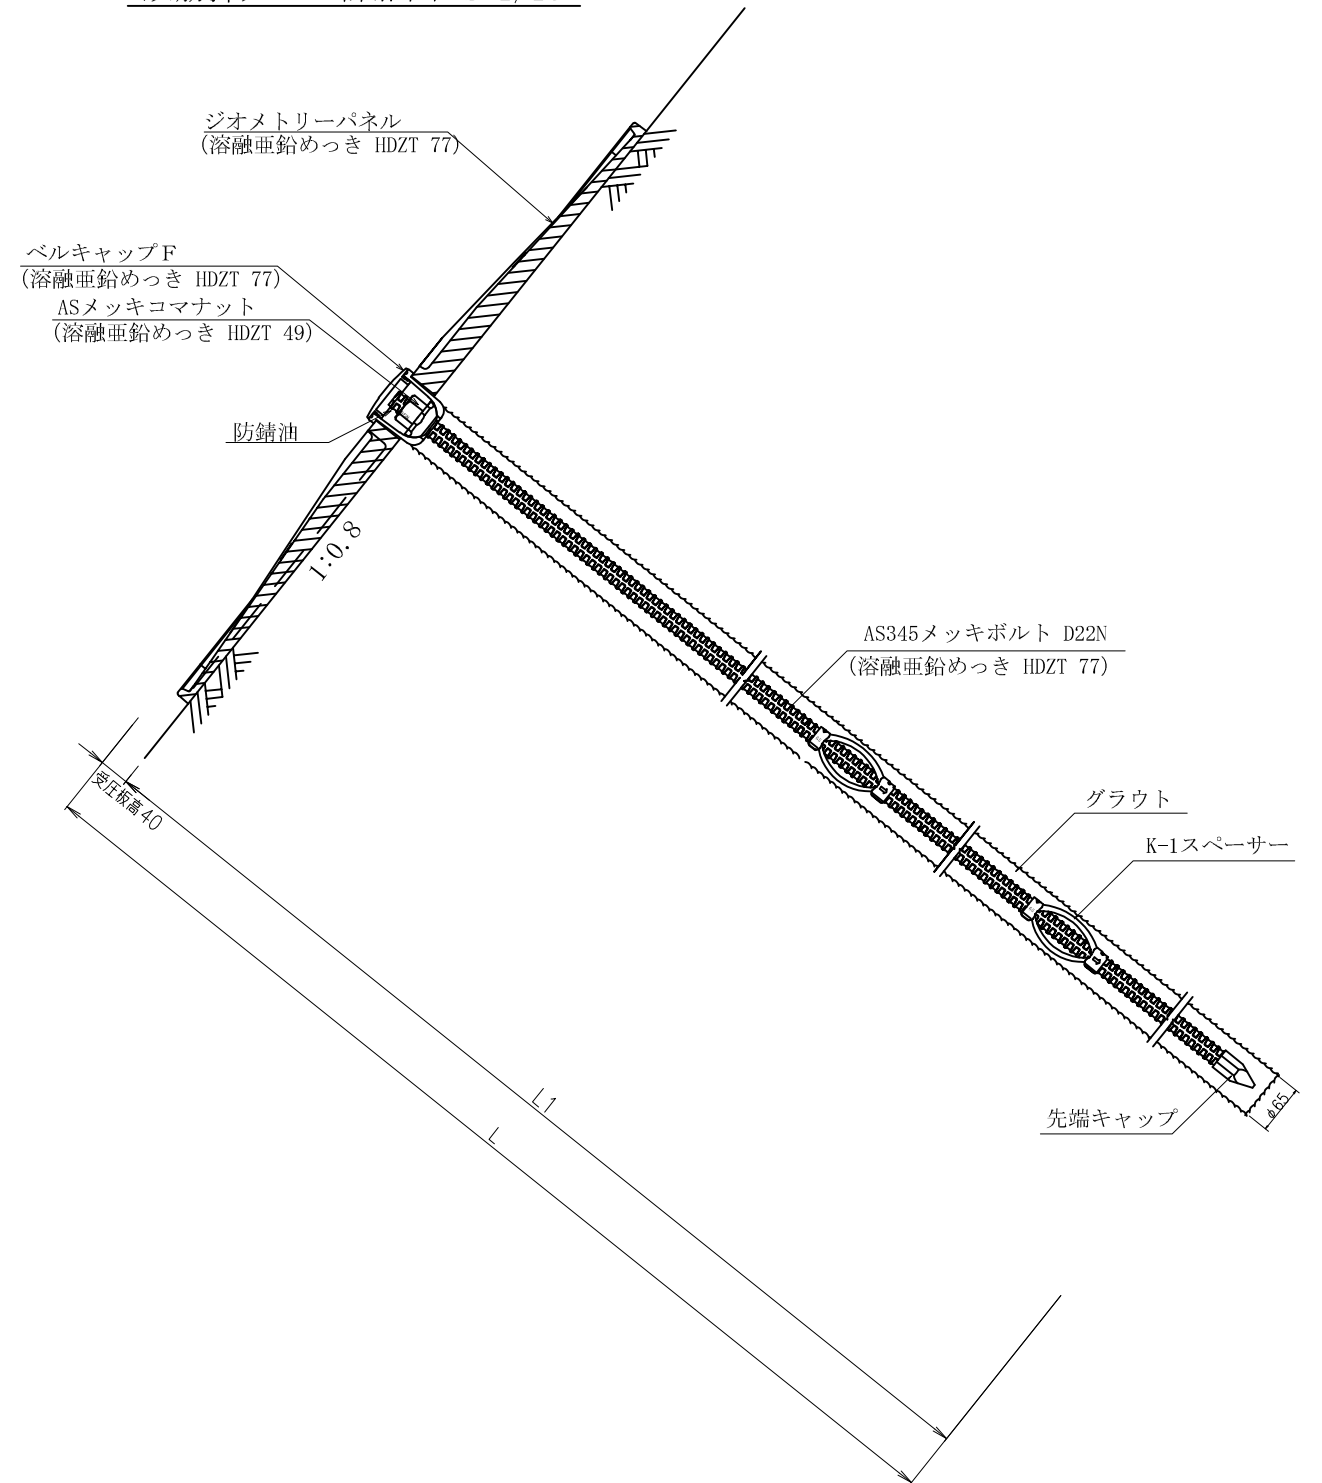 ジオメトリーパネル
(溶融亜鉛めっき HDZT 77)
ベルキャップF
(溶融亜鉛めっき HDZT 77)
ASメッキコマナット
(溶融亜鉛めっき HDZT 49)
防錆油
1:0.8
AS345メッキボルト D22N
(溶融亜鉛めっき HDZT 77)
受圧板高40
グラウト
K-1スペーサー
L1
L
先端キャップ
φ65